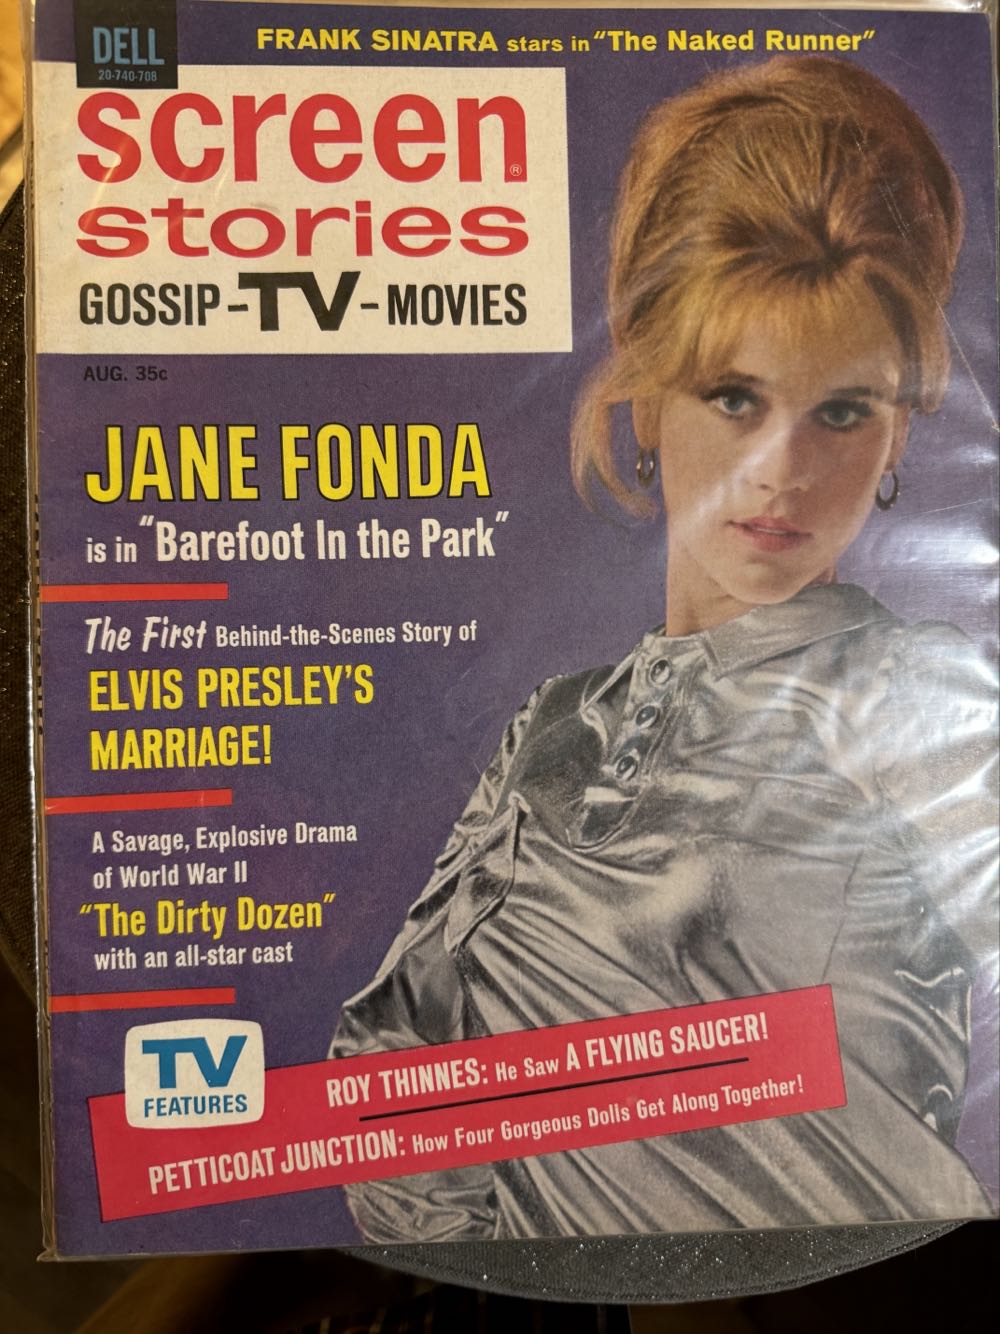 DELL
20-740-708
FRANK SINATRA stars in "The Naked Runner"
screen®
stories
GOSSIP-TV-MOVIES
AUG. 35c
JANE FONDA
is in "Barefoot In the Park"
The First Behind-the-Scenes Story of
ELVIS PRESLEY'S
MARRIAGE!
A Savage, Explosive Drama
of World War II
"The Dirty Dozen"
with an all-star cast
TV
FEATURES
ROY THINNES: He Saw A FLYING SAUCER!
PETTICOAT JUNCTION: How Four Gorgeous Dolls Get Along Together!